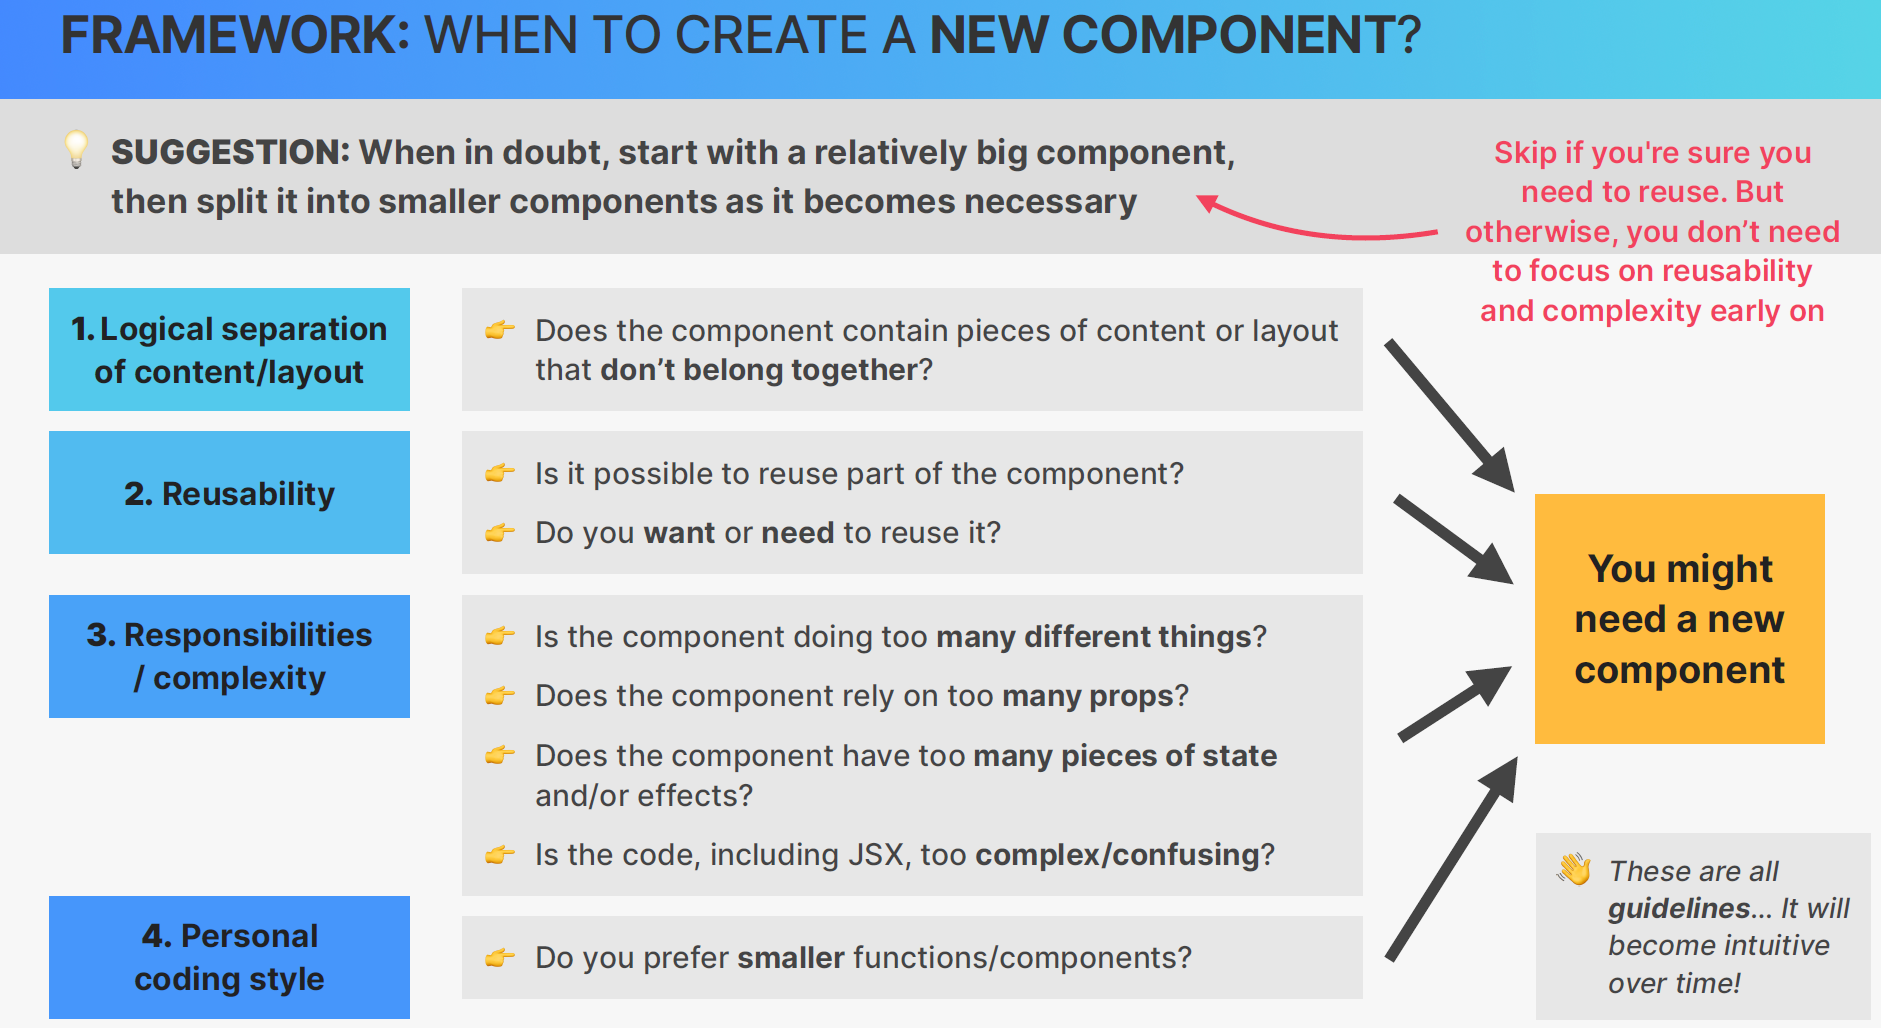 FRAMEWORK: WHEN TO CREATE A NEW COMPONENT?
SUGGESTION: When in doubt, start with a relatively big component,
then split it into smaller components as it becomes necessary
Skip if you're sure you
need to reuse. But
otherwise, you don’t need
to focus on reusability
and complexity early on
1. Logical separation
of content/layout
Does the component contain pieces of content or layout
that don’t belong together?
2. Reusability
Is it possible to reuse part of the component?
Do you want or need to reuse it?
3. Responsibilities
/ complexity
Is the component doing too many different things?
Does the component rely on too many props?
Does the component have too many pieces of state
and/or effects?
Is the code, including JSX, too complex/confusing?
4. Personal
coding style
Do you prefer smaller functions/components?
You might
need a new
component
These are all
guidelines... It will
become intuitive
over time!